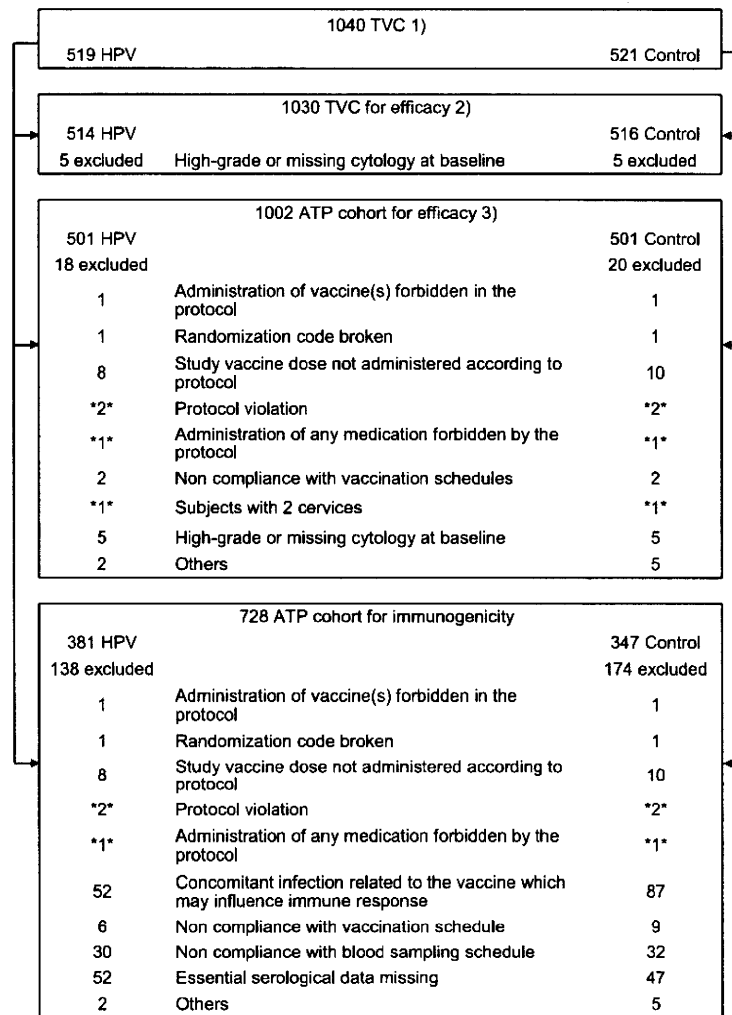 1040 TVC 1)
519 HPV 521 Control
1030 TVC for efficacy 2)
514 HPV 516 Control
5 excluded High-grade or missing cytology at baseline 5 excluded
1002 ATP cohort for efficacy 3)
501 HPV 501 Control
18 excluded 20 excluded
1 Administration of vaccine(s) forbidden in the
protocol 1
1 Randomization code broken 1
8 Study vaccine dose not administered according to
protocol 10
*2* Protocol violation *2*
*1* Administration of any medication forbidden by the
protocol *1*
2 Non compliance with vaccination schedules 2
*1* Subjects with 2 cervices *1*
5 High-grade or missing cytology at baseline 5
2 Others 5
728 ATP cohort for immunogenicity
381 HPV 347 Control
138 excluded 174 excluded
1 Administration of vaccine(s) forbidden in the
protocol 1
1 Randomization code broken 1
8 Study vaccine dose not administered according to
protocol 10
*2* Protocol violation *2*
*1* Administration of any medication forbidden by the
protocol *1*
52 Concomitant infection related to the vaccine which
may influence immune response 87
6 Non compliance with vaccination schedule 9
30 Non compliance with blood sampling schedule 32
52 Essential serological data missing 47
2 Others 5